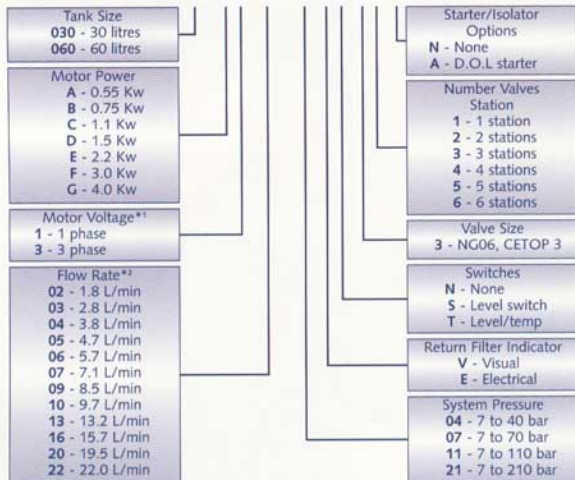 Tank Size
030 - 30 litres
060 - 60 litres
Motor Power
A - 0.55 Kw
B - 0.75 Kw
C - 1.1 Kw
D - 1.5 Kw
E - 2.2 Kw
F - 3.0 Kw
G - 4.0 Kw
Motor Voltage*¹
1 - 1 phase
3 - 3 phase
Flow Rate*²
02 - 1.8 L/min
03 - 2.8 L/min
04 - 3.8 L/min
05 - 4.7 L/min
06 - 5.7 L/min
07 - 7.1 L/min
09 - 8.5 L/min
10 - 9.7 L/min
13 - 13.2 L/min
16 - 15.7 L/min
20 - 19.5 L/min
22 - 22.0 L/min
Starter/Isolator
Options
N - None
A - D.O.L starter
Number Valves
Station
1 - 1 stations
2 - 2 stations
3 - 3 stations
4 - 4 stations
5 - 5 stations
6 - 6 stations
Valve Size
3 - NG06, CETOP 3
Switches
N - None
S - Level switch
T - Level/temp
Return Filter Indicator
V - Visual
E - Electrical
System Pressure
04 - 7 to 40 bar
07 - 7 to 70 bar
11 - 7 to 110 bar
21 - 7 to 210 bar